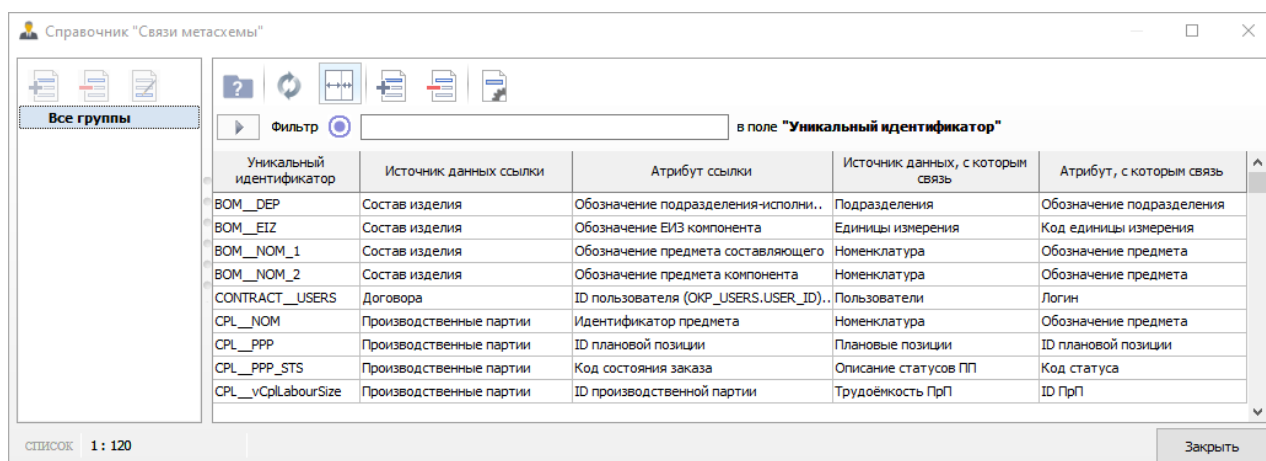 Справочник "Связи метасхемы"
Все группы
Фильтр
в поле "Уникальный идентификатор"
Уникальный идентификатор Источник данных ссылки Атрибут ссылки Источник данных, с которым связь Атрибут, с которым связь
BOM__DEP Состав изделия Обозначение подразделения-исполни.. Подразделения Обозначение подразделения
BOM__EIZ Состав изделия Обозначение ЕИЗ компонента Единицы измерения Код единицы измерения
BOM__NOM_1 Состав изделия Обозначение предмета составляющего Номенклатура Обозначение предмета
BOM__NOM_2 Состав изделия Обозначение предмета компонента Номенклатура Обозначение предмета
CONTRACT__USERS Договора ID пользователя (OKP_USERS.USER_ID).. Пользователи Логин
CPL__NOM Производственные партии Идентификатор предмета Номенклатура Обозначение предмета
CPL__PPP Производственные партии ID плановой позиции Плановые позиции ID плановой позиции
CPL__PPP_STS Производственные партии Код состояния заказа Описание статусов ПП Код статуса
CPL__vCplLabourSize Производственные партии ID производственной партии Трудоёмкость ПрП ID ПрП
СПИСОК 1 : 120
Закрыть